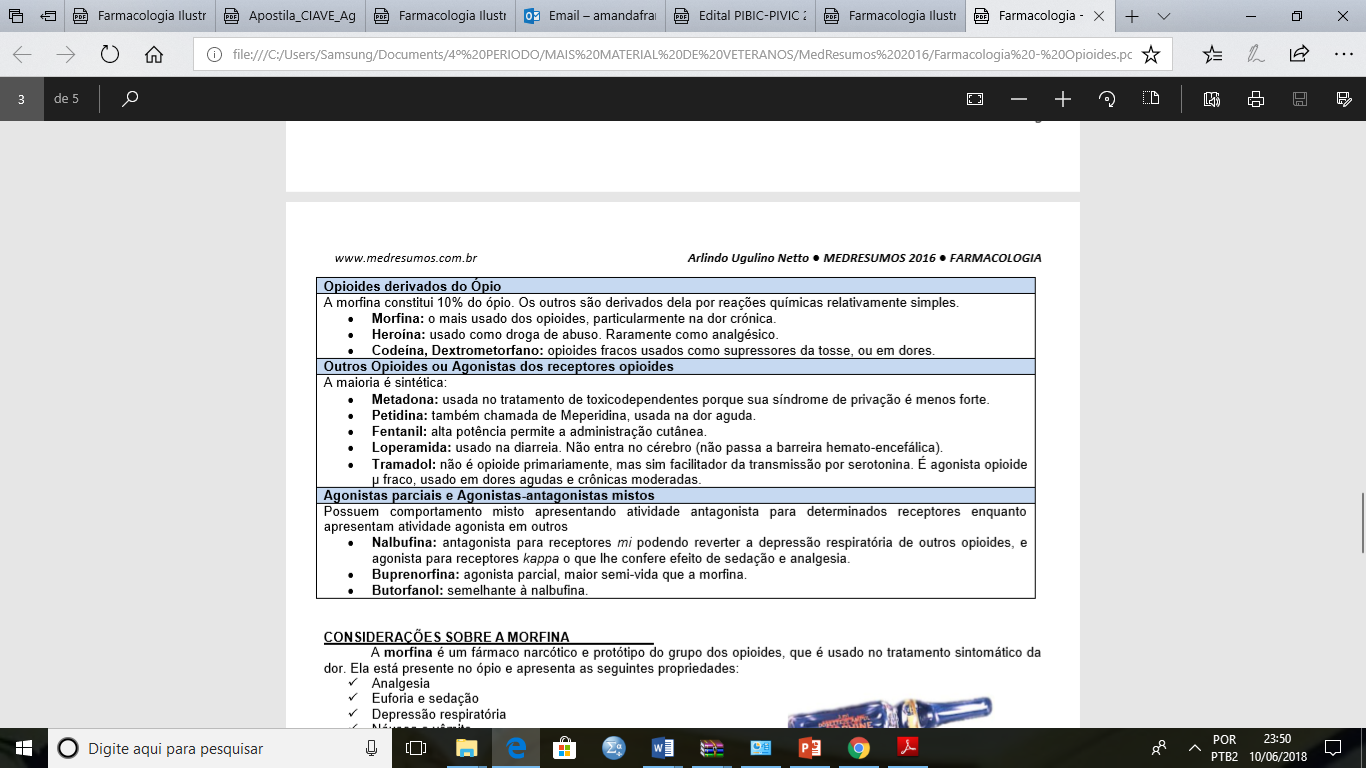 Farmacologia Ilustr
Apostila_CIAVE_Ag
Farmacologia Ilustr
Email – amandafrar
Edital PIBIC-PIVIC 2
Farmacologia Ilustr
Farmacologia -
file:///C:/Users/Samsung/Documents/4º%20PERIODO/MAIS%20MATERIAL%20DE%20VETERANOS/MedResumos%202016/Farmacologia%20-%20Opioides.pc
3 de 5
www.medresumos.com.br Arlindo Ugulino Netto ● MEDRESUMOS 2016 ● FARMACOLOGIA
Opioides derivados do Ópio
A morfina constitui 10% do ópio. Os outros são derivados dela por reações químicas relativamente simples.
• Morfina: o mais usado dos opioides, particularmente na dor crónica.
• Heroína: usado como droga de abuso. Raramente como analgésico.
• Codeína, Dextrometorfano: opioides fracos usados como supressores da tosse, ou em dores.
Outros Opioides ou Agonistas dos receptores opioides
A maioria é sintética:
• Metadona: usada no tratamento de toxicodependentes porque sua síndrome de privação é menos forte.
• Petidina: também chamada de Meperidina, usada na dor aguda.
• Fentanil: alta potência permite a administração cutânea.
• Loperamida: usado na diarreia. Não entra no cérebro (não passa a barreira hemato-encefálica).
• Tramadol: não é opioide primariamente, mas sim facilitador da transmissão por serotonina. É agonista opioide
µ fraco, usado em dores agudas e crônicas moderadas.
Agonistas parciais e Agonistas-antagonistas mistos
Possuem comportamento misto apresentando atividade antagonista para determinados receptores enquanto
apresentam atividade agonista em outros
• Nalbufina: antagonista para receptores mi podendo reverter a depressão respiratória de outros opioides, e
agonista para receptores kappa o que lhe confere efeito de sedação e analgesia.
• Buprenorfina: agonista parcial, maior semi-vida que a morfina.
• Butorfanol: semelhante à nalbufina.
CONSIDERAÇÕES SOBRE A MORFINA
A morfina é um fármaco narcótico e protótipo do grupo dos opioides, que é usado no tratamento sintomático da
dor. Ela está presente no ópio e apresenta as seguintes propriedades:
✓ Analgesia
✓ Euforia e sedação
✓ Depressão respiratória
Digite aqui para pesquisar
POR 23:50
PTB2 10/06/2018